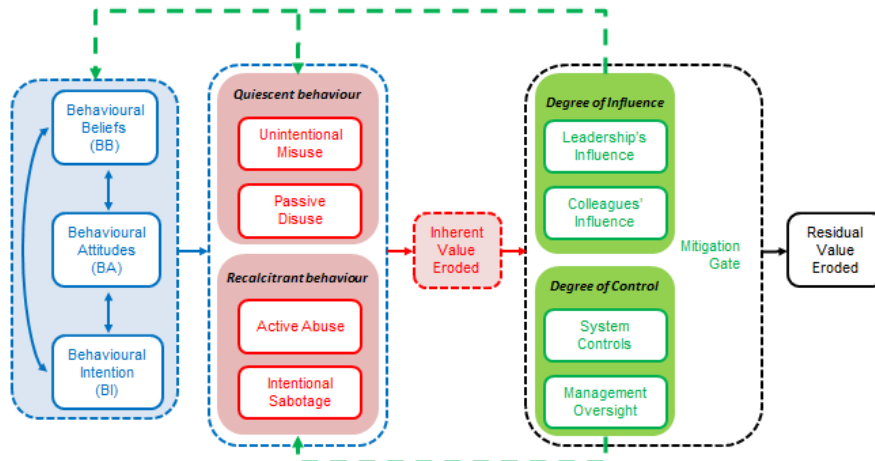 Behavioural
Beliefs
(BB)
Behavioural
Attitudes
(BA)
Behavioural
Intention
(BI)
Quiescent behaviour
Unintentional
Misuse
Passive
Disuse
Recalcitrant behaviour
Active Abuse
Intentional
Sabotage
Inherent
Value
Eroded
Degree of Influence
Leadership's
Influence
Colleagues'
Influence
Degree of Control
System
Controls
Management
Oversight
Mitigation
Gate
Residual
Value
Eroded